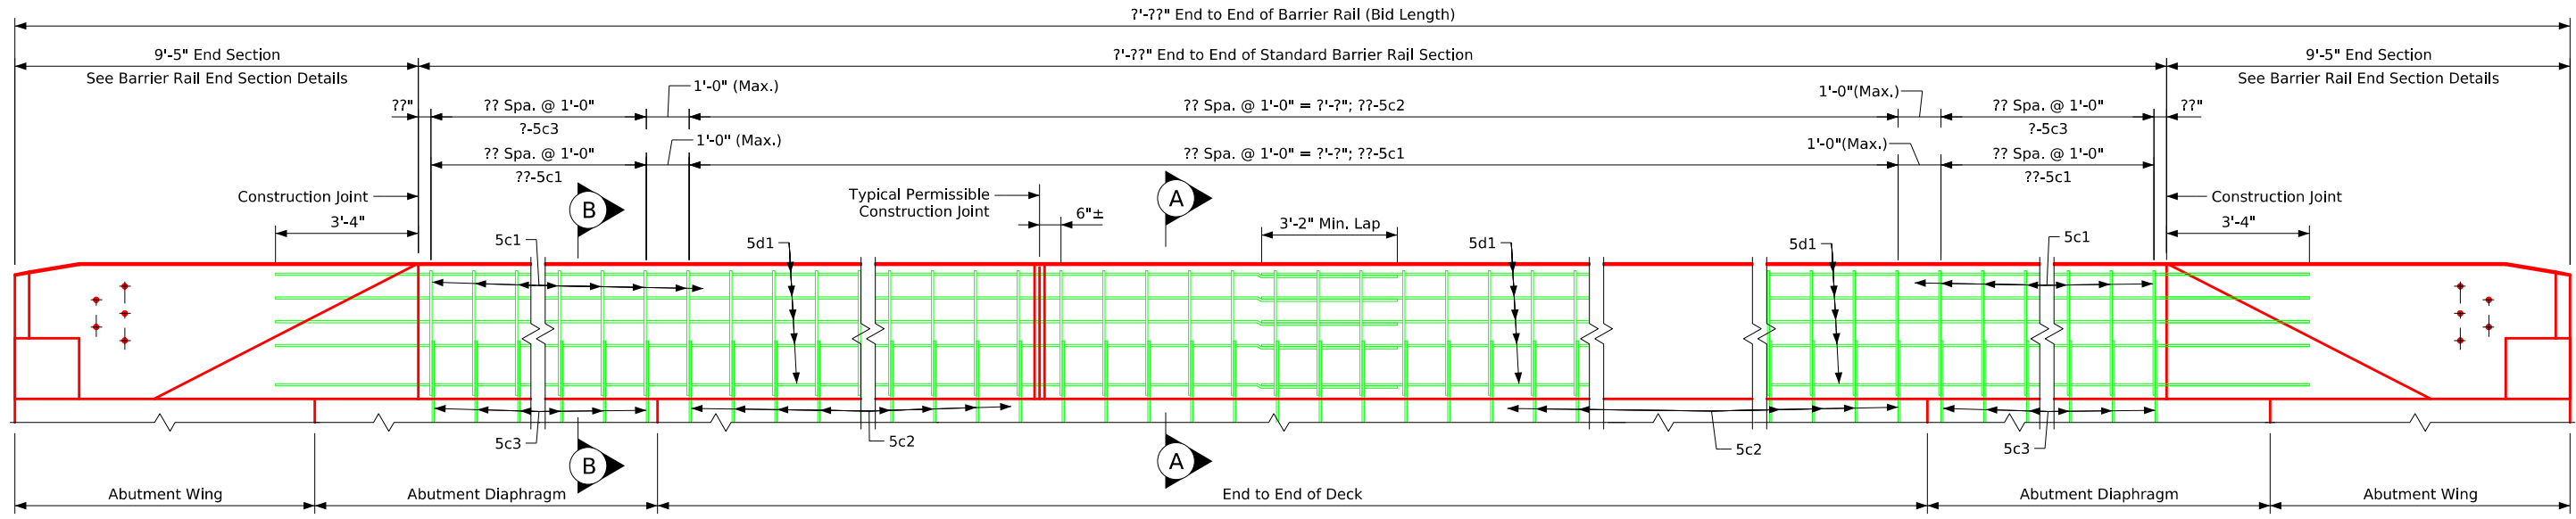 ?'-??" End to End of Barrier Rail (Bid Length)
9'-5" End Section
?'-??" End to End of Standard Barrier Rail Section
9'-5" End Section
See Barrier Rail End Section Details
See Barrier Rail End Section Details
1'-0" (Max.)
1'-0"(Max.)
??"
?? Spa. @ 1'-0"
?? Spa. @ 1'-0" = ?'-?"; ??-5c2
?? Spa. @ 1'-0"
??"
?-5c3
?-5c3
1'-0" (Max.)
1'-0"(Max.)
?? Spa. @ 1'-0"
?? Spa. @ 1'-0" = ?'-?"; ??-5c1
?? Spa. @ 1'-0"
??-5c1
??-5c1
Construction Joint
Typical Permissible
Construction Joint
Construction Joint
B
A
3'-4"
6"±
3'-2" Min. Lap
3'-4"
5c1
5d1
5d1
5d1
5c1
5c3
5c2
5c2
5c3
B
A
Abutment Wing
Abutment Diaphragm
End to End of Deck
Abutment Diaphragm
Abutment Wing